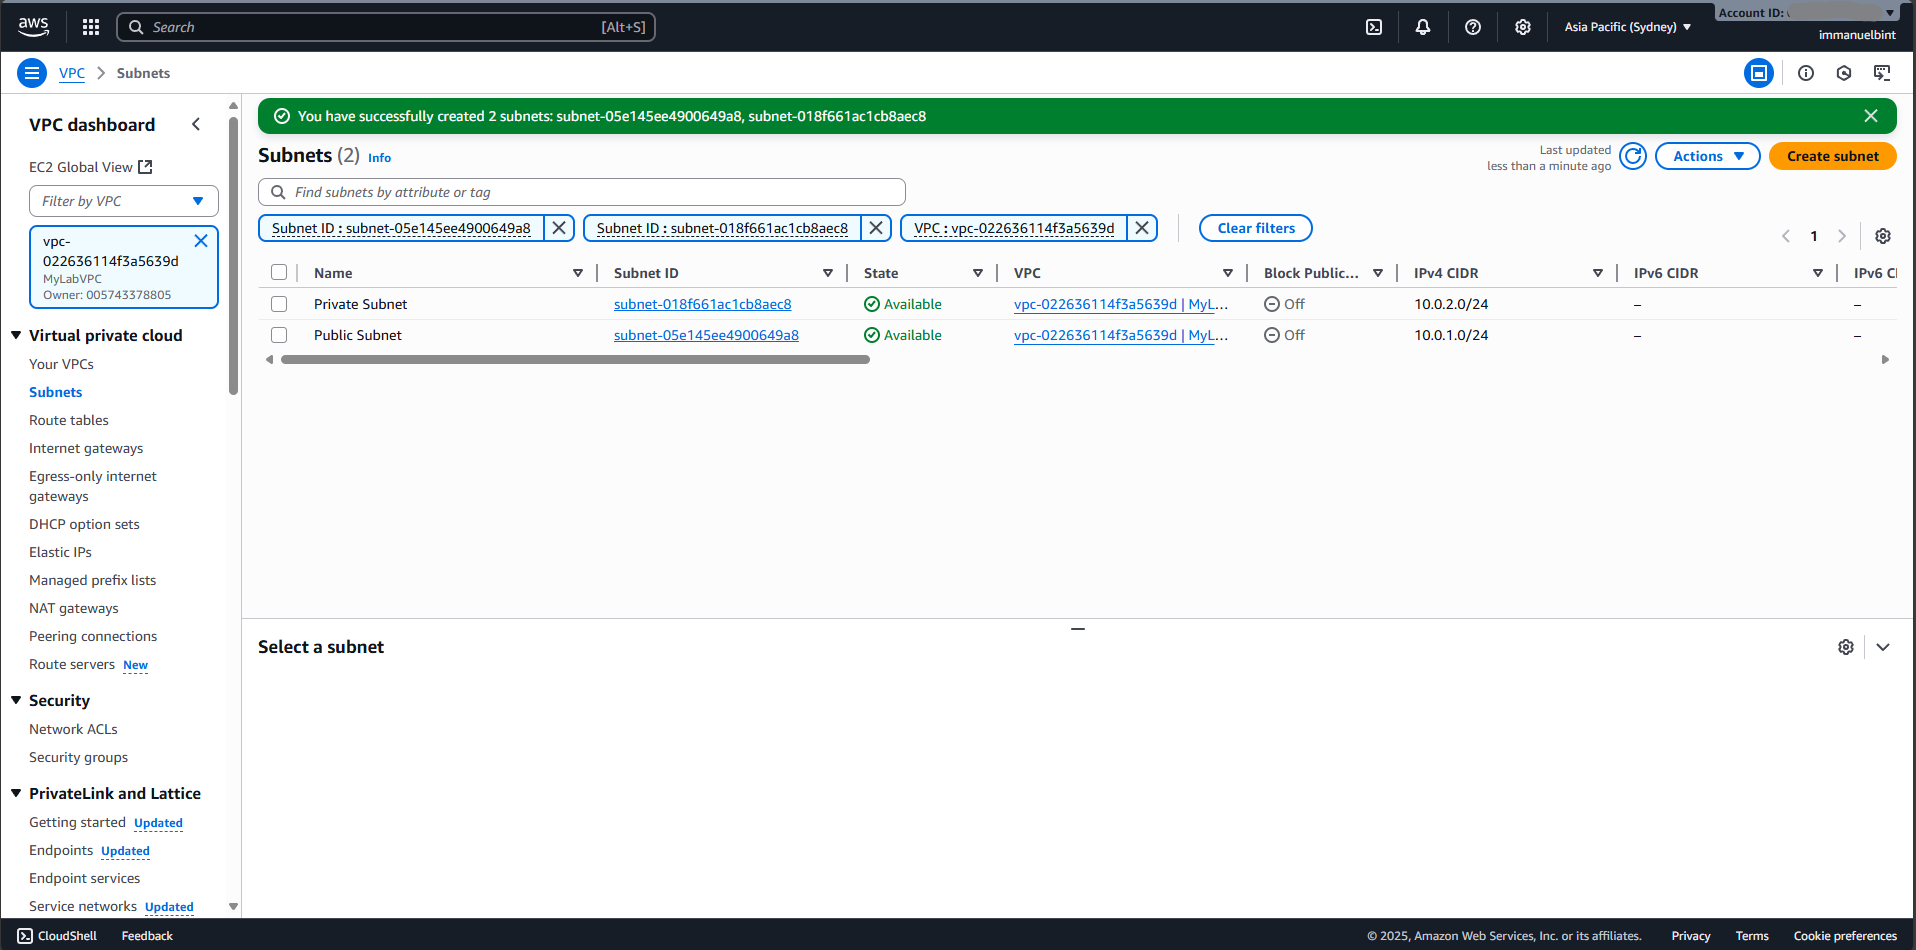 aws
Search
[Alt+S]
Asia Pacific (Sydney)
Account ID:
immanuelbint
VPC
Subnets
VPC dashboard
EC2 Global View
Filter by VPC
vpc-
022636114f3a5639d
MyLabVPC
Owner: 005743378805
Virtual private cloud
Your VPCs
Subnets
Route tables
Internet gateways
Egress-only internet
gateways
DHCP option sets
Elastic IPs
Managed prefix lists
NAT gateways
Peering connections
Route servers New
Security
Network ACLs
Security groups
PrivateLink and Lattice
Getting started Updated
Endpoints Updated
Endpoint services
Service networks Updated
You have successfully created 2 subnets: subnet-05e145ee4900649a8, subnet-018f661ac1cb8aec8
Subnets (2) Info
Last updated
less than a minute ago
Actions
Create subnet
Find subnets by attribute or tag
Subnet ID : subnet-05e145ee4900649a8
Subnet ID : subnet-018f661ac1cb8aec8
VPC : vpc-022636114f3a5639d
Clear filters
1
Name Subnet ID State VPC Block Public... IPv4 CIDR IPv6 CIDR IPv6 CI
Private Subnet subnet-018f661ac1cb8aec8 Available vpc-022636114f3a5639d | MyL... Off 10.0.2.0/24 – –
Public Subnet subnet-05e145ee4900649a8 Available vpc-022636114f3a5639d | MyL... Off 10.0.1.0/24 – –
Select a subnet
CloudShell
Feedback
© 2025, Amazon Web Services, Inc. or its affiliates.
Privacy
Terms
Cookie preferences